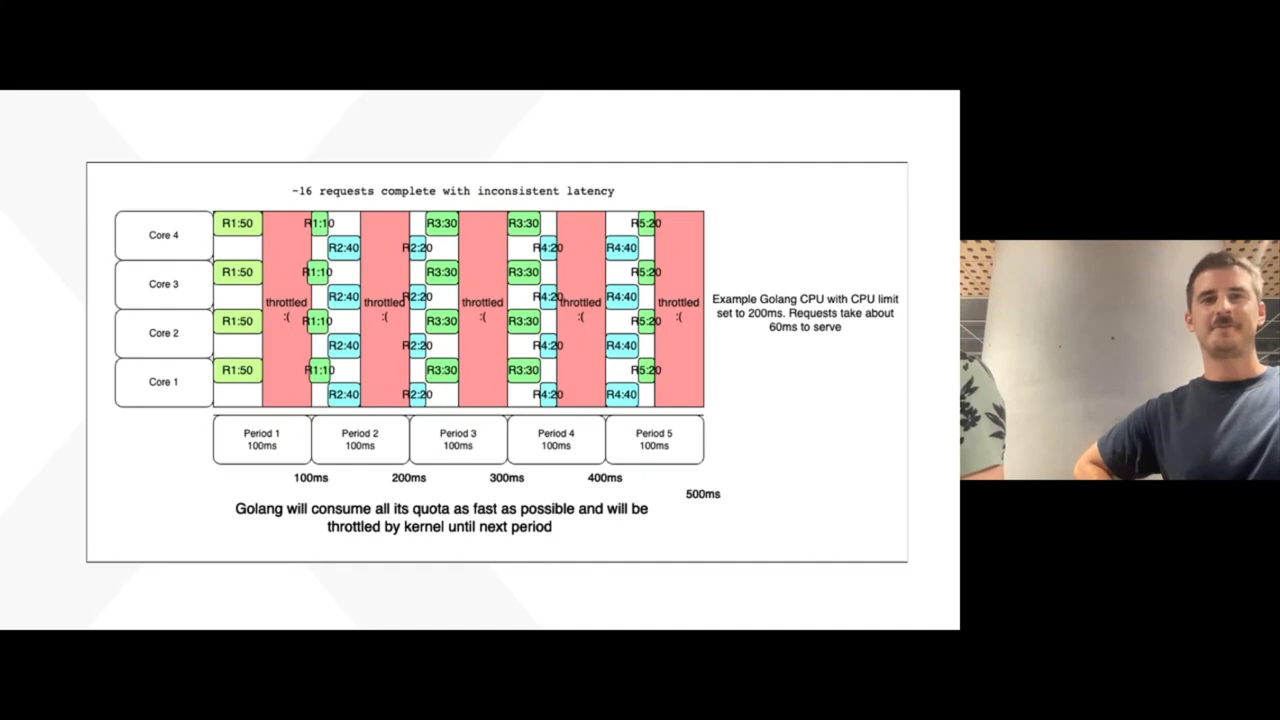 ~16 requests complete with inconsistent latency
Core 4
Core 3
Core 2
Core 1
R1:50
R1:10
R3:30
R3:30
R5:20
R2:40
R2:20
R4:20
R4:40
R1:50
R1:10
R3:30
R3:30
R5:20
R2:40
R2:20
R4:20
R4:40
throttled
:(
throttled
:(
throttled
:(
throttled
:(
throttled
:(
R1:50
R1:10
R3:30
R3:30
R5:20
R2:40
R2:20
R4:20
R4:40
R1:50
R1:10
R3:30
R3:30
R5:20
R2:40
R2:20
R4:20
R4:40
Example Golang CPU with CPU limit
set to 200ms. Requests take about
60ms to serve
Period 1
100ms
Period 2
100ms
Period 3
100ms
Period 4
100ms
Period 5
100ms
100ms
200ms
300ms
400ms
500ms
Golang will consume all its quota as fast as possible and will be
throttled by kernel until next period